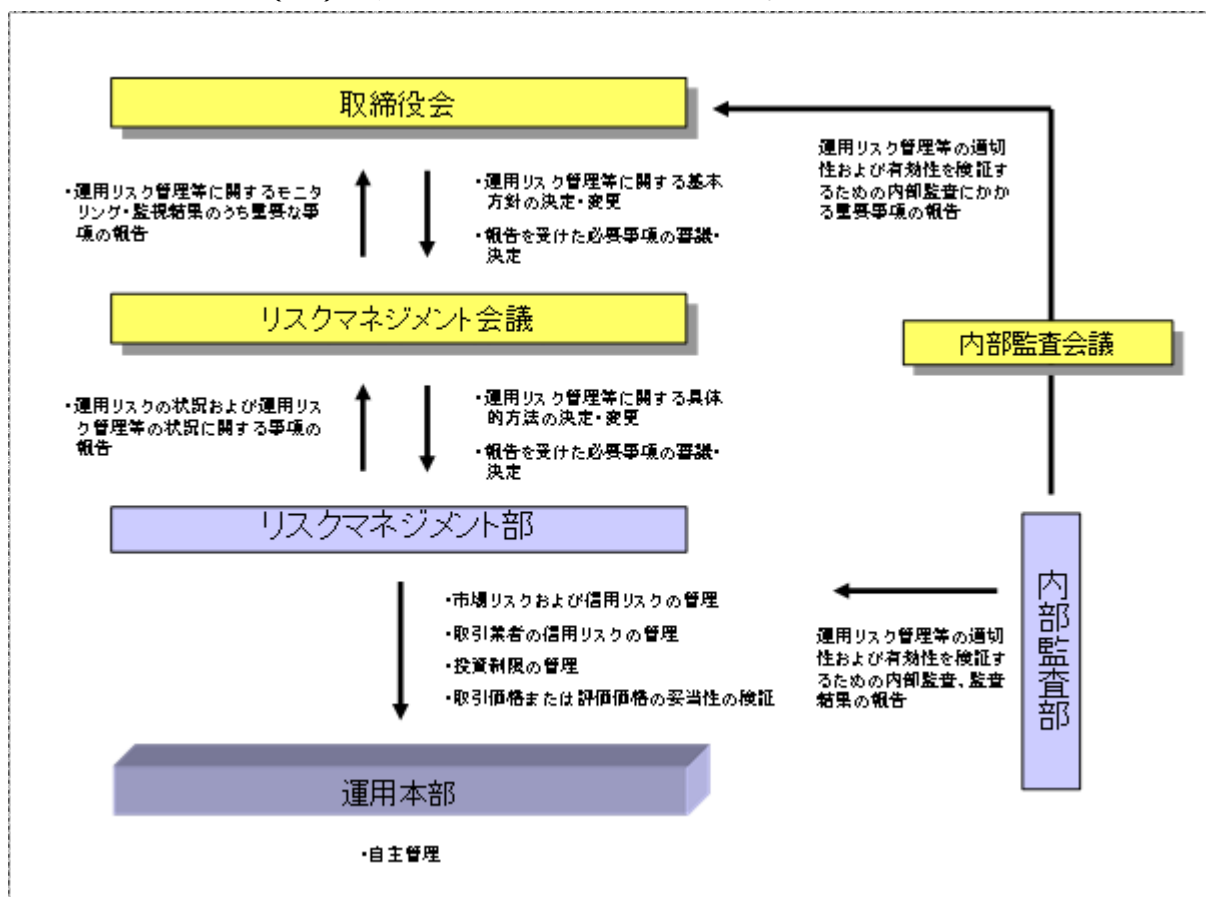 取締役会
・運用リスク管理等に関するモニタ
リング・監視結果のうち重要な事
項の報告
・運用リスク管理等に関する基本
方針の決定・変更
・報告を受けた必要事項の審議・
決定
運用リスク管理等の適切
性および有効性を検証す
るための内部監査にかか
る重要事項の報告
リスクマネジメント会議
内部監査会議
・運用リスクの状況および運用リス
ク管理等の状況に関する事項の
報告
・運用リスク管理等に関する具体
的方法の決定・変更
・報告を受けた必要事項の審議・
決定
リスクマネジメント部
・市場リスクおよび信用リスクの管理
・取引業者の信用リスクの管理
・投資制限の管理
・取引価格または評価価格の妥当性の検証
運用リスク管理等の適切
性および有効性を検証す
るための内部監査、監査
結果の報告
内部監査部
運用本部
・自主管理